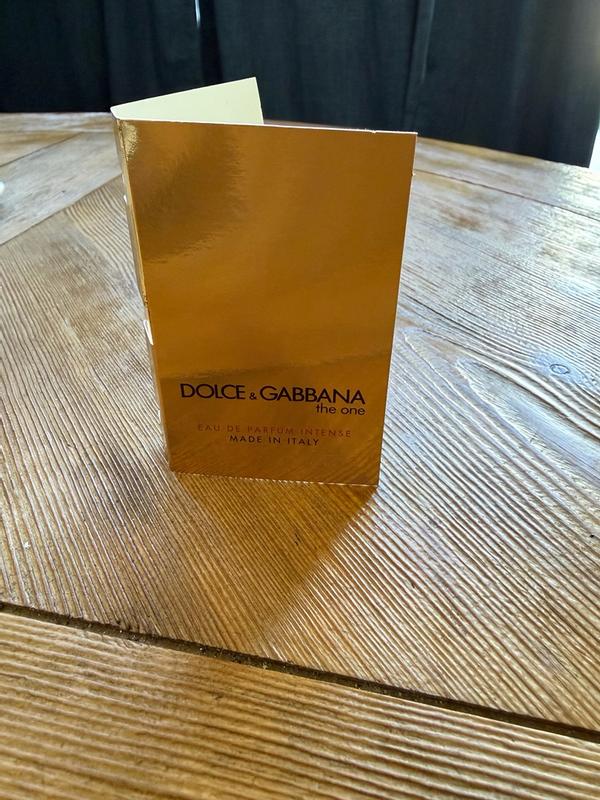 DOLCE & GABBANA
the one
EAU DE PARFUM INTENSE
MADE IN ITALY